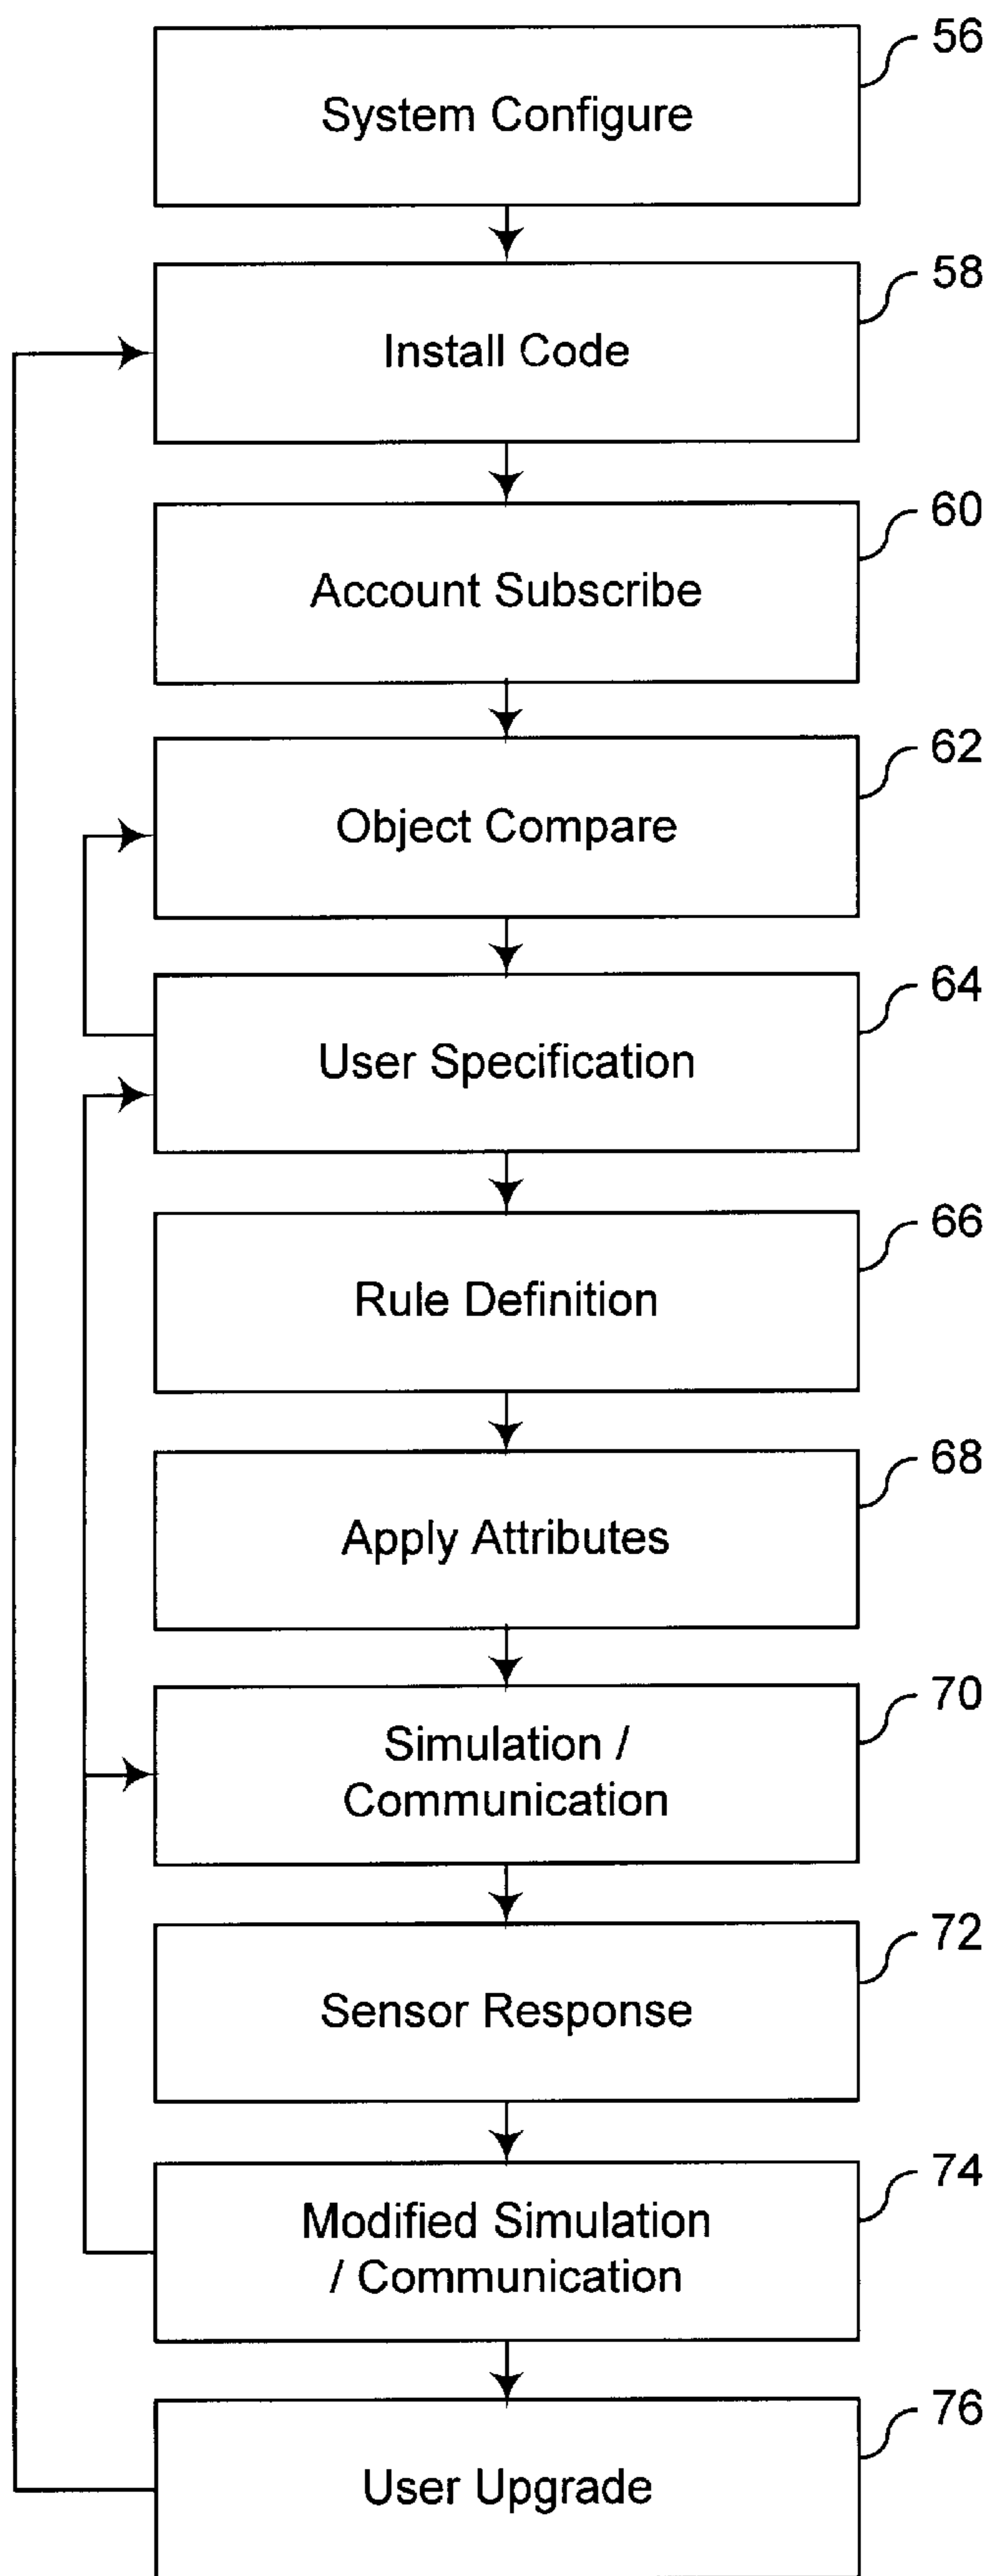 56
System Configure
58
Install Code
60
Account Subscribe
62
Object Compare
64
User Specification
66
Rule Definition
68
Apply Attributes
70
Simulation /
Communication
72
Sensor Response
74
Modified Simulation
/ Communication
76
User Upgrade